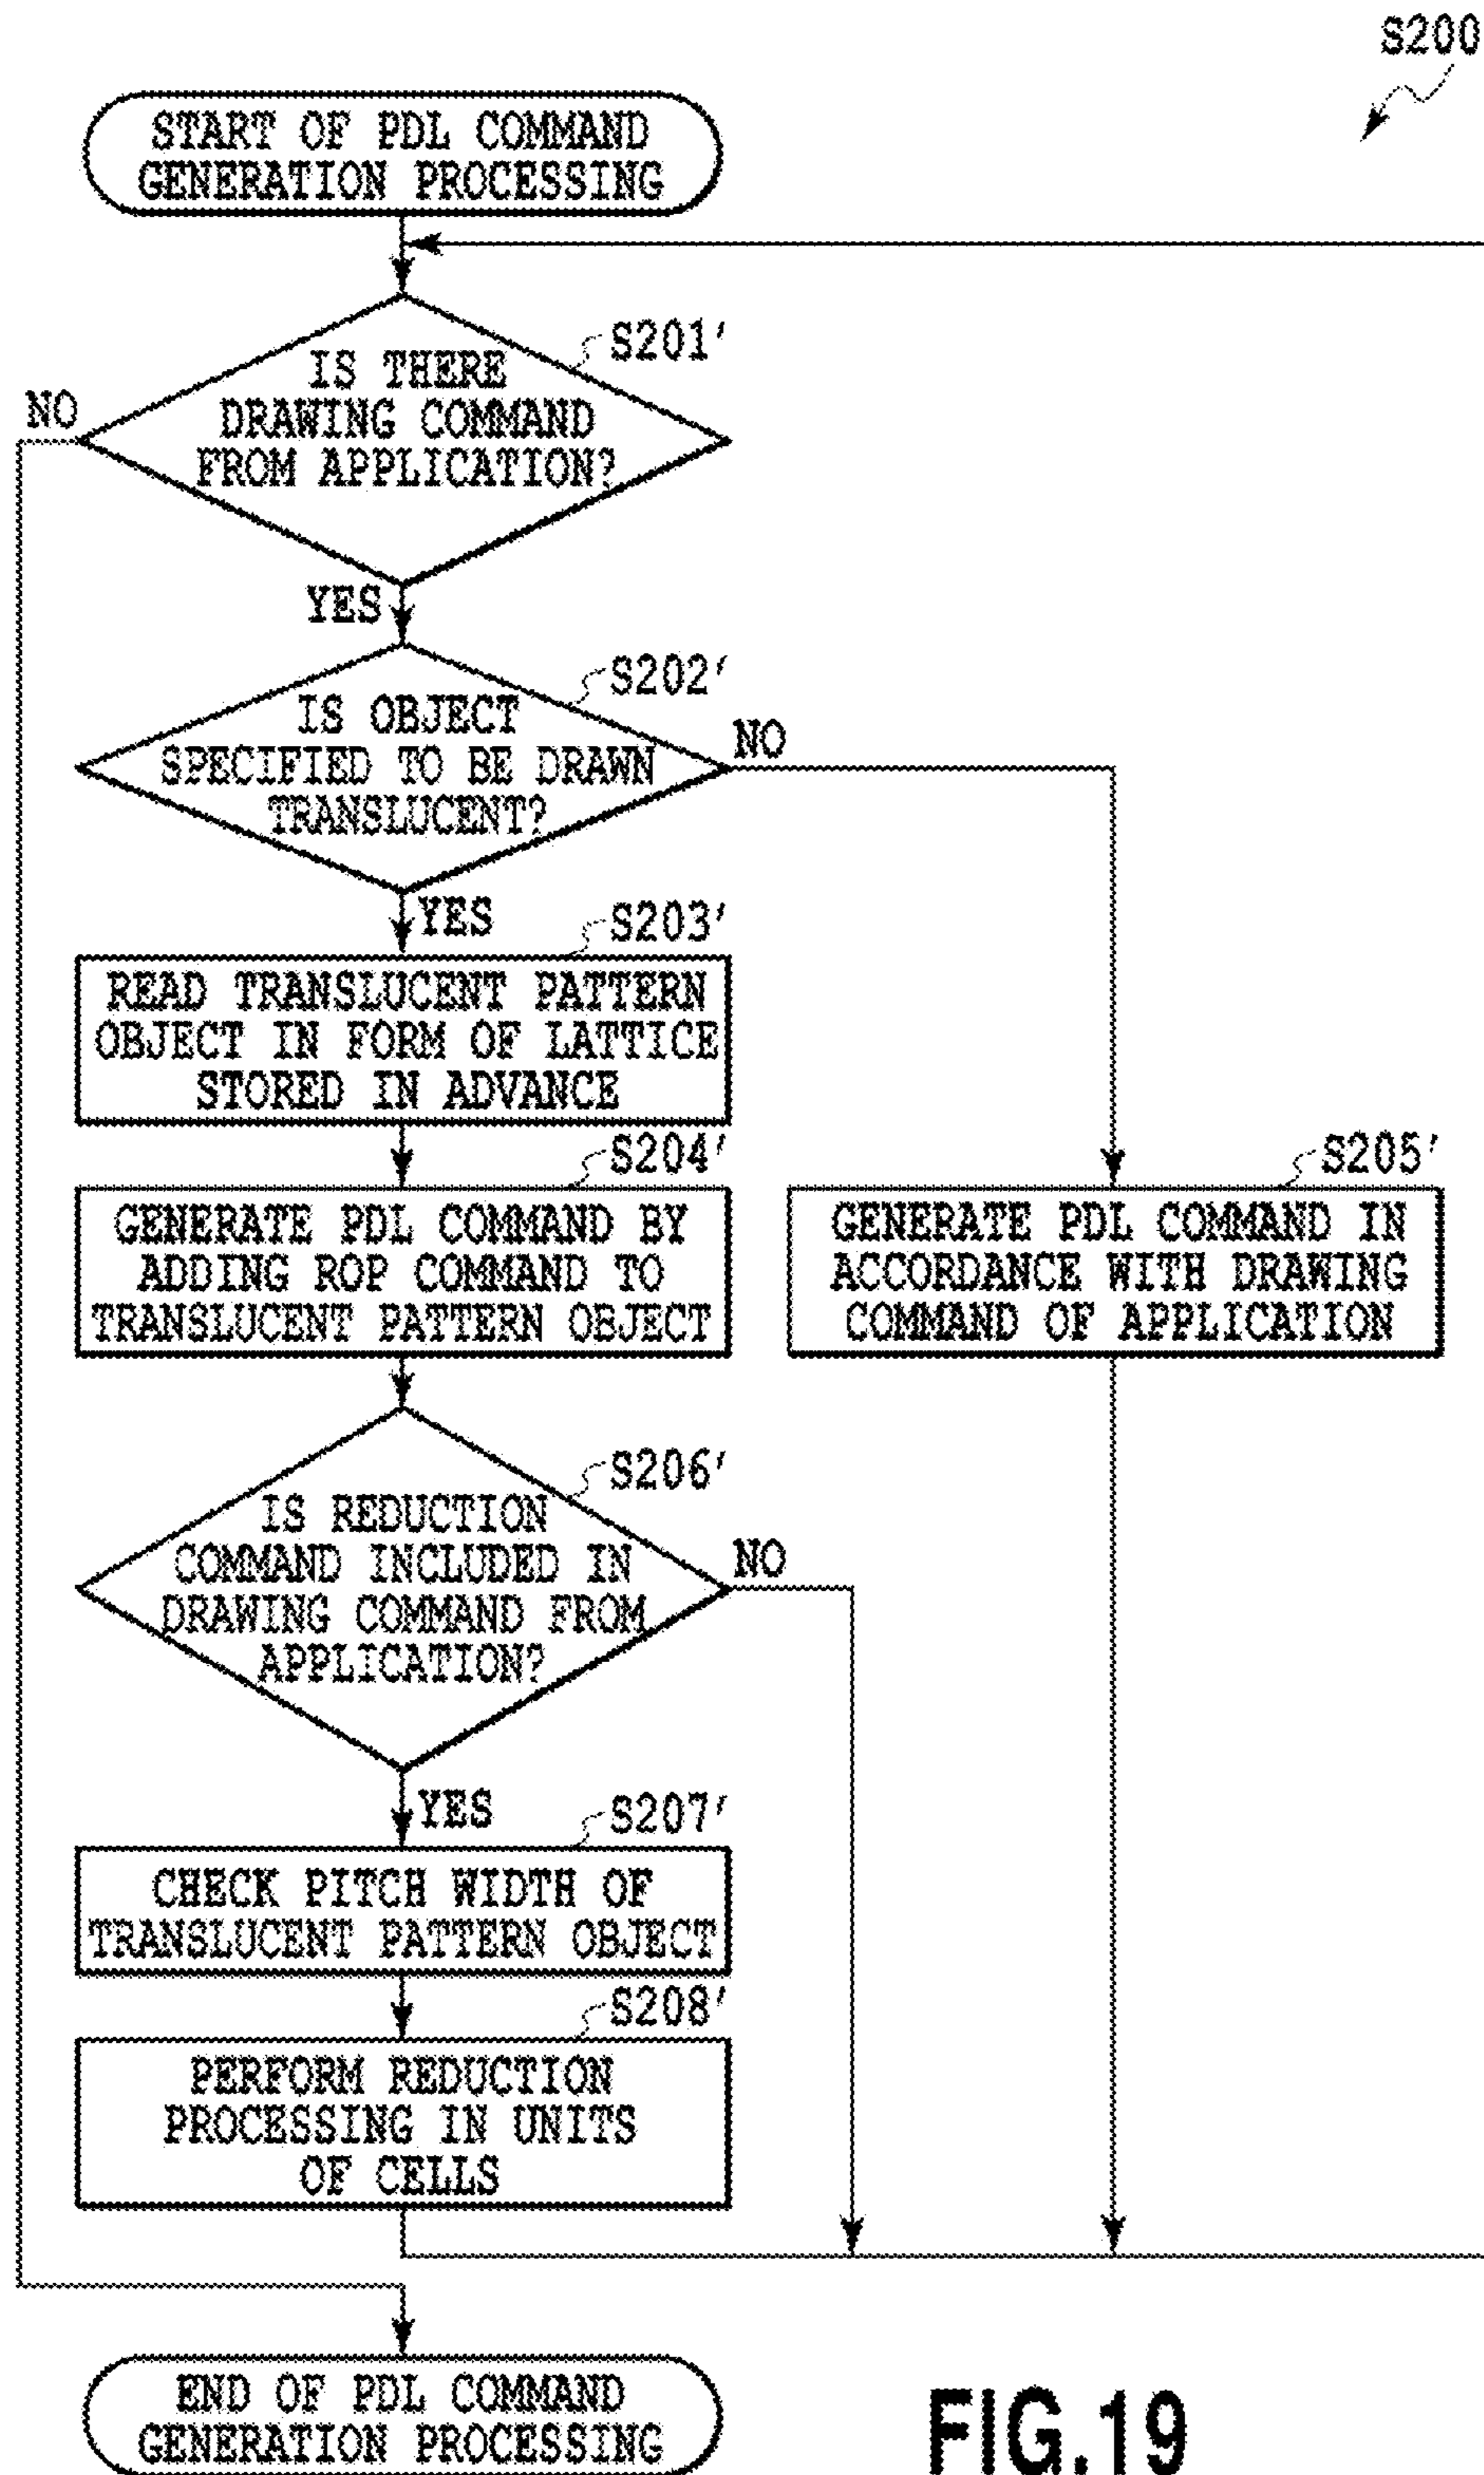 S200
START OF PDL COMMAND
GENERATION PROCESSING
S201'
IS THERE
DRAWING COMMAND
FROM APPLICATION?
NO
YES
S202'
IS OBJECT
SPECIFIED TO BE DRAWN
TRANSLUCENT?
NO
YES
S203'
READ TRANSLUCENT PATTERN
OBJECT IN FORM OF LATTICE
STORED IN ADVANCE
S204'
GENERATE PDL COMMAND BY
ADDING ROP COMMAND TO
TRANSLUCENT PATTERN OBJECT
S205'
GENERATE PDL COMMAND IN
ACCORDANCE WITH DRAWING
COMMAND OF APPLICATION
S206'
IS REDUCTION
COMMAND INCLUDED IN
DRAWING COMMAND FROM
APPLICATION?
NO
YES
S207'
CHECK PITCH WIDTH OF
TRANSLUCENT PATTERN OBJECT
S208'
PERFORM REDUCTION
PROCESSING IN UNITS
OF CELLS
END OF PDL COMMAND
GENERATION PROCESSING
FIG.19